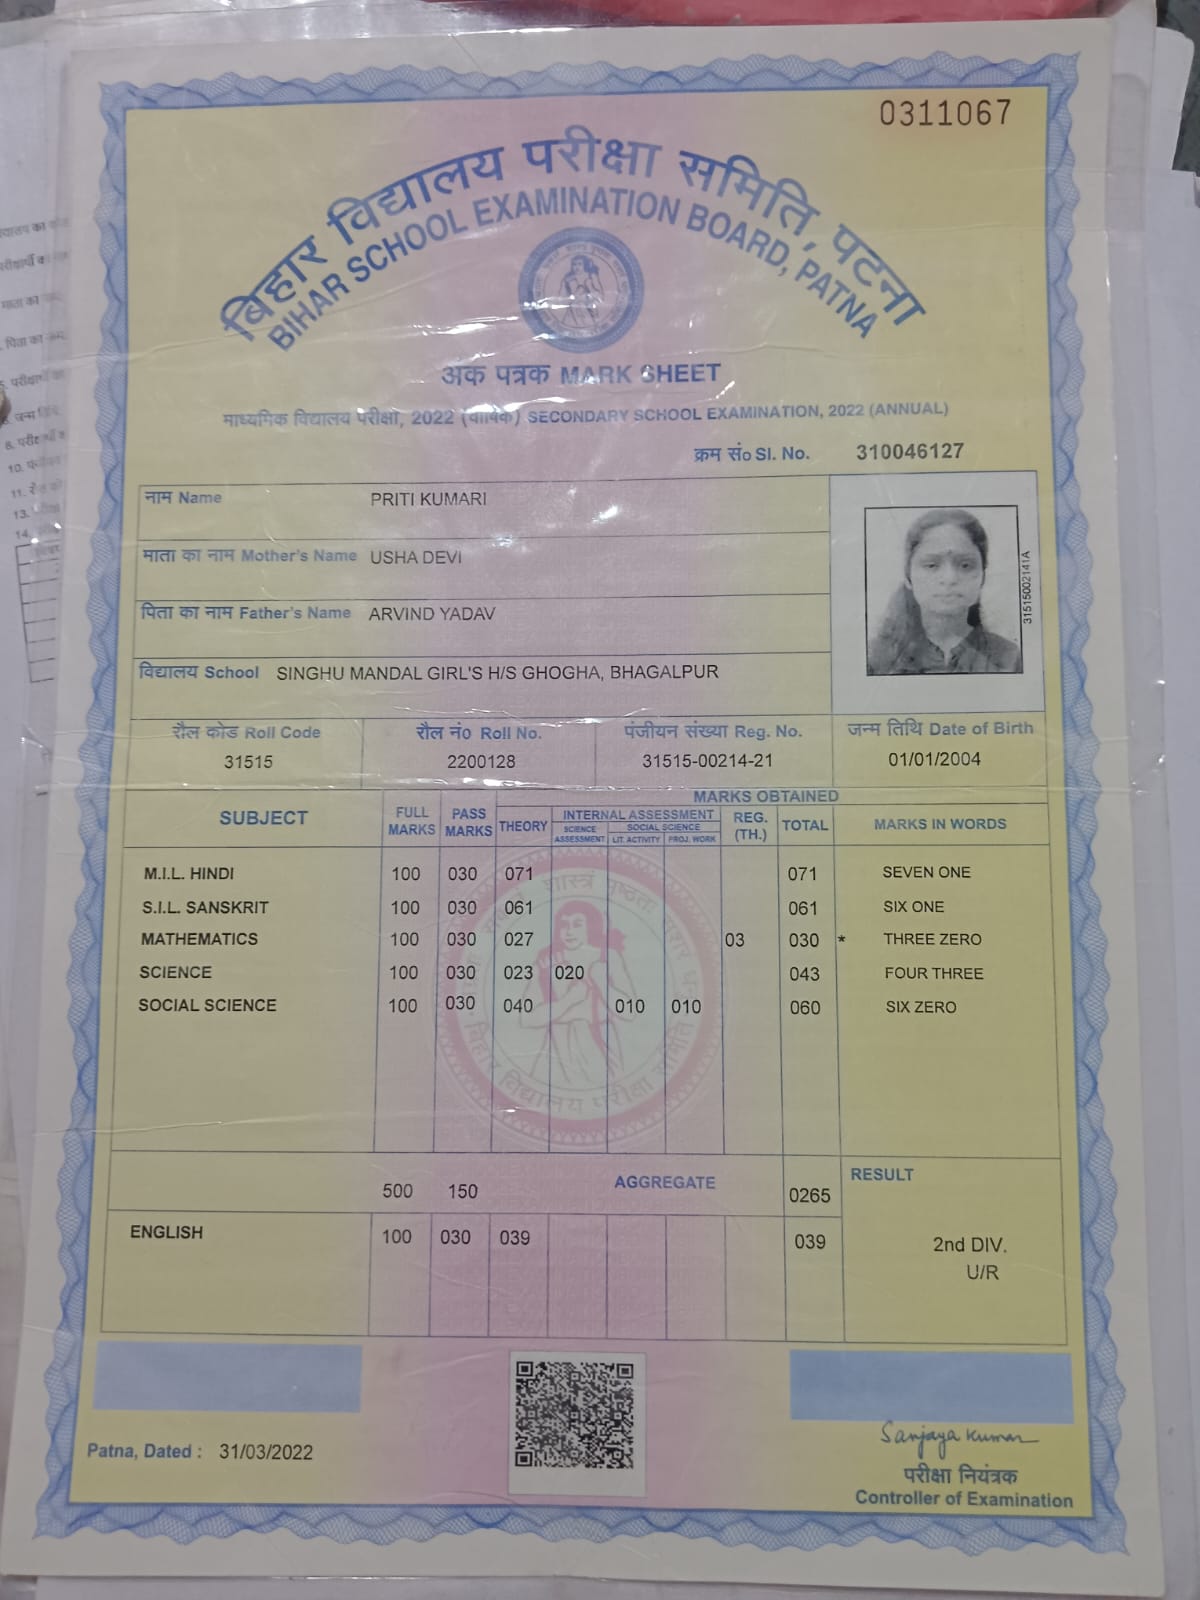 0311067
बिहार विद्यालय परीक्षा समिति, पटना
BIHAR SCHOOL EXAMINATION BOARD, PATNA
अंक पत्रक MARK SHEET
माध्यमिक विद्यालय परीक्षा, 2022 (वार्षिक) SECONDARY SCHOOL EXAMINATION, 2022 (ANNUAL)
क्रम सं० Sl. No. 310046127
नाम Name PRITI KUMARI
माता का नाम Mother's Name USHA DEVI
पिता का नाम Father's Name ARVIND YADAV
विद्यालय School SINGHU MANDAL GIRL'S H/S GHOGHA, BHAGALPUR
31515002141A
रौल कोड Roll Code रौल नं० Roll No. पंजीयन संख्या Reg. No. जन्म तिथि Date of Birth
31515 2200128 31515-00214-21 01/01/2004
MARKS OBTAINED
SUBJECT FULL MARKS PASS MARKS THEORY INTERNAL ASSESSMENT REG. (TH.) TOTAL MARKS IN WORDS
SCIENCE ASSESSMENT SOCIAL SCIENCE
LIT. ACTIVITY PROJ. WORK
M.I.L. HINDI 100 030 071 071 SEVEN ONE
S.I.L. SANSKRIT 100 030 061 061 SIX ONE
MATHEMATICS 100 030 027 03 030 * THREE ZERO
SCIENCE 100 030 023 020 043 FOUR THREE
SOCIAL SCIENCE 100 030 040 010 010 060 SIX ZERO
बिहार विद्यालय परीक्षा समिति
500 150 AGGREGATE 0265 RESULT
ENGLISH 100 030 039 039
2nd DIV.
U/R
Patna, Dated : 31/03/2022
Sanjaya Kumar
परीक्षा नियंत्रक
Controller of Examination